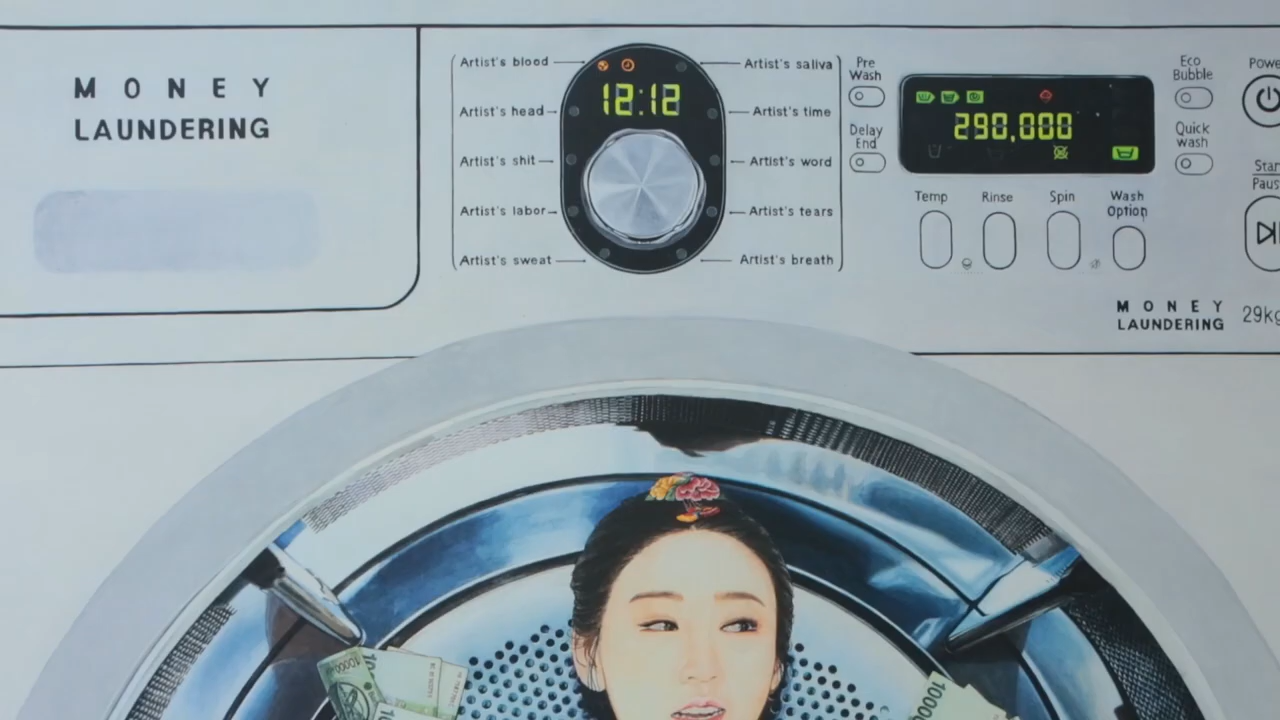 MONEY
LAUNDERING
Artist's blood
Artist's head
Artist's shit
Artist's labor
Artist's sweat
12:12
Artist's saliva
Artist's time
Artist's word
Artist's tears
Artist's breath
Pre
Wash
Delay
End
290,000
Eco
Bubble
Quick
wash
Powe
Star
Paus
Temp
Rinse
Spin
Wash
Option
MONEY
LAUNDERING
29kg
10000
1000